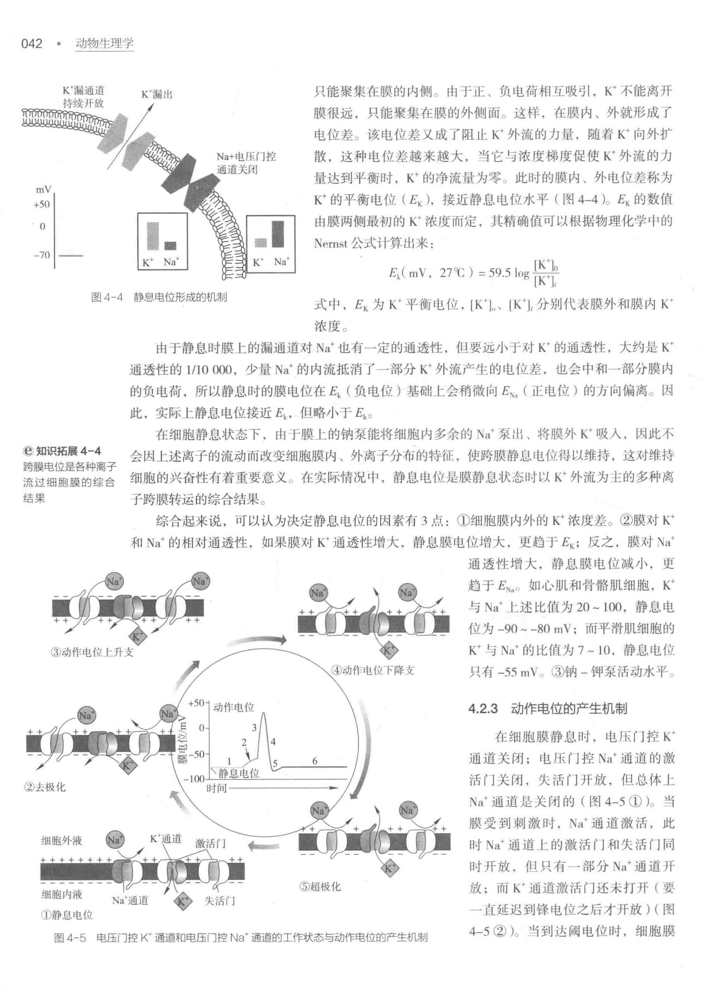 042 • 动物生理学
K⁺漏通道
持续开放
K⁺漏出
Na+电压门控
通道关闭
mV
+50
0
-70
K⁺ Na⁺
K⁺ Na⁺
图 4-4 静息电位形成的机制
只能聚集在膜的内侧。由于正、负电荷相互吸引，K⁺ 不能离开
膜很远，只能聚集在膜的外侧面。这样，在膜内、外就形成了
电位差。该电位差又成了阻止 K⁺ 外流的力量，随着 K⁺ 向外扩
散，这种电位差越来越大，当它与浓度梯度促使 K⁺ 外流的力
量达到平衡时，K⁺ 的净流量为零。此时的膜内、外电位差称为
K⁺ 的平衡电位（E_K），接近静息电位水平（图 4-4）。E_K 的数值
由膜两侧最初的 K⁺ 浓度而定，其精确值可以根据物理化学中的
Nernst 公式计算出来：
E_k（mV，27℃）= 59.5 log [K⁺]₀/[K⁺]ᵢ
式中，E_K 为 K⁺ 平衡电位，[K⁺]ₒ、[K⁺]ᵢ 分别代表膜外和膜内 K⁺
浓度。
由于静息时膜上的漏通道对 Na⁺ 也有一定的通透性，但要远小于对 K⁺ 的通透性，大约是 K⁺
通透性的 1/10 000，少量 Na⁺ 的内流抵消了一部分 K⁺ 外流产生的电位差，也会中和一部分膜内
的负电荷，所以静息时的膜电位在 E_k（负电位）基础上会稍微向 E_Na（正电位）的方向偏离。因
此，实际上静息电位接近 E_k，但略小于 E_k。
在细胞静息状态下，由于膜上的钠泵能将细胞内多余的 Na⁺ 泵出、将膜外 K⁺ 吸入，因此不
会因上述离子的流动而改变细胞膜内、外离子分布的特征，使跨膜静息电位得以维持，这对维持
细胞的兴奋性有着重要意义。在实际情况中，静息电位是膜静息状态时以 K⁺ 外流为主的多种离
子跨膜转运的综合结果。
ⓔ 知识拓展 4-4
跨膜电位是各种离子
流过细胞膜的综合
结果
综合起来说，可以认为决定静息电位的因素有 3 点：①细胞膜内外的 K⁺ 浓度差。②膜对 K⁺
和 Na⁺ 的相对通透性，如果膜对 K⁺ 通透性增大，静息膜电位增大，更趋于 E_K；反之，膜对 Na⁺
通透性增大，静息膜电位减小，更
趋于 E_Na。如心肌和骨骼肌细胞，K⁺
与 Na⁺ 上述比值为 20 ~ 100，静息电
位为 -90 ~ -80 mV；而平滑肌细胞的
K⁺ 与 Na⁺ 的比值为 7 ~ 10，静息电位
只有 -55 mV。③钠 - 钾泵活动水平。
4.2.3 动作电位的产生机制
在细胞膜静息时，电压门控 K⁺
通道关闭；电压门控 Na⁺ 通道的激
活门关闭，失活门开放，但总体上
Na⁺ 通道是关闭的（图 4-5 ①）。当
膜受到刺激时，Na⁺ 通道激活，此
时 Na⁺ 通道上的激活门和失活门同
时开放，但只有一部分 Na⁺ 通道开
放；而 K⁺ 通道激活门还未打开（要
一直延迟到锋电位之后才开放）（图
4-5 ②）。当到达阈电位时，细胞膜
Na⁺
Na⁺
K⁺
③动作电位上升支
Na⁺
Na⁺
K⁺
④动作电位下降支
Na⁺
Na⁺
K⁺
②去极化
膜电位/mV
+50
0
-50
-100
动作电位
1
2
3
4
5
6
静息电位
时间
Na⁺
Na⁺
K⁺
⑤超极化
细胞外液
Na⁺
K⁺通道
激活门
细胞内液
Na⁺通道
K⁺
失活门
①静息电位
图 4-5 电压门控 K⁺ 通道和电压门控 Na⁺ 通道的工作状态与动作电位的产生机制